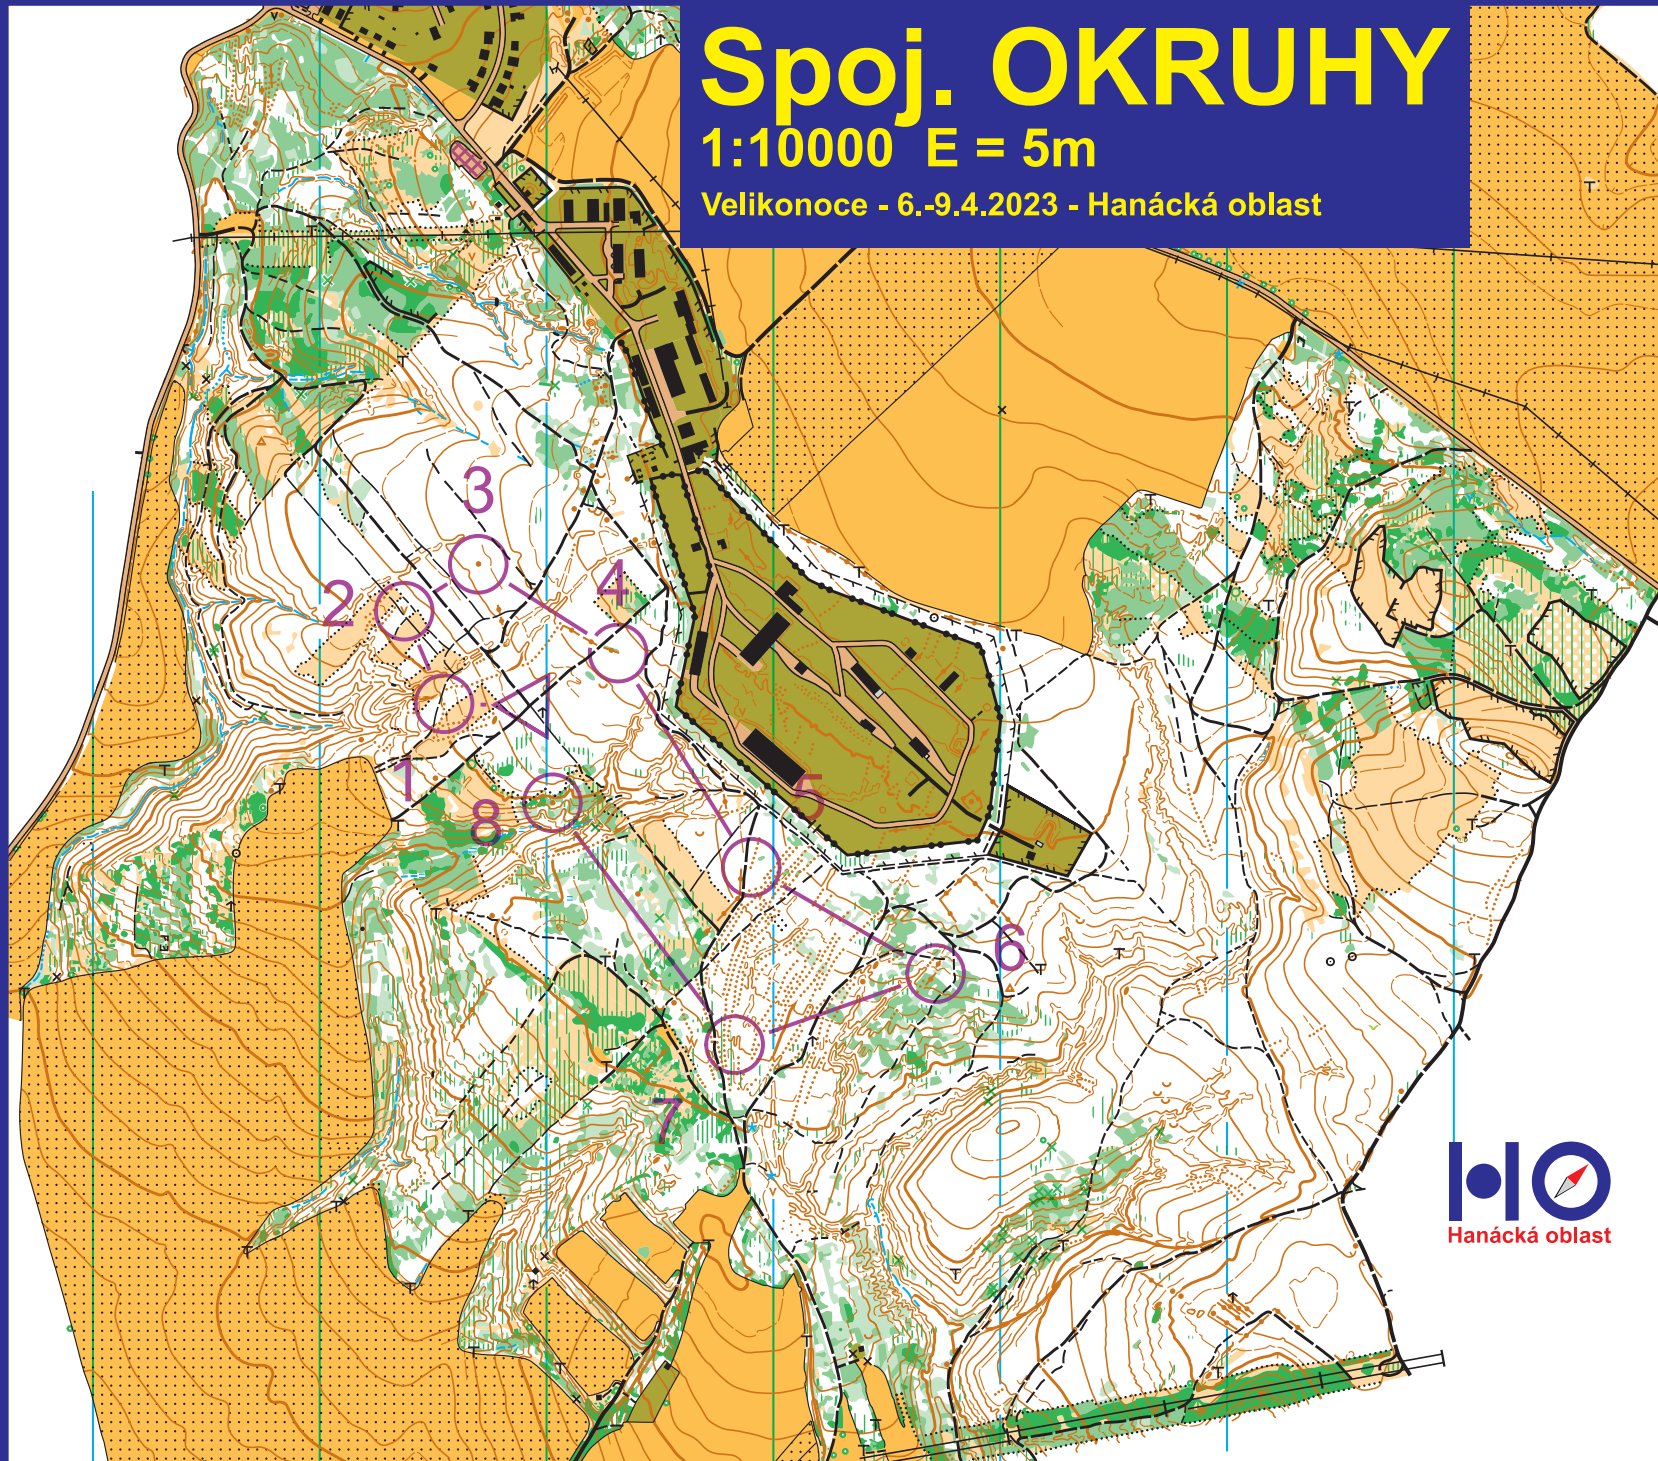 Spoj. OKRUHY
1:10000 E = 5m
Velikonoce - 6.-9.4.2023 - Hanácká oblast
3
2
4
1
8
5
6
7
HO
Hanácká oblast